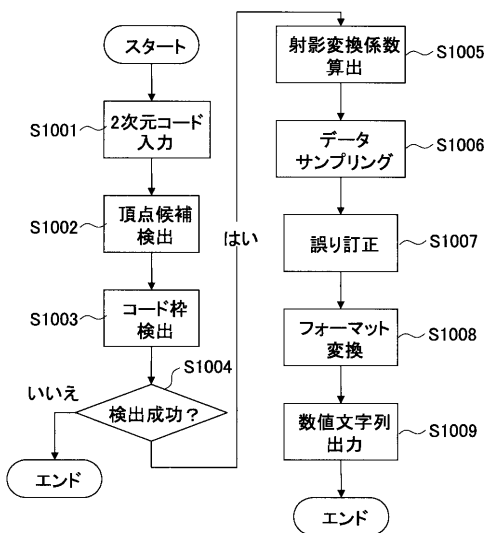 スタート
S1001
2次元コード
入力
S1002
頂点候補
検出
S1003
コード枠
検出
S1004
検出成功？
いいえ
エンド
はい
射影変換係数
算出
S1005
データ
サンプリング
S1006
誤り訂正
S1007
フォーマット
変換
S1008
数値文字列
出力
S1009
エンド